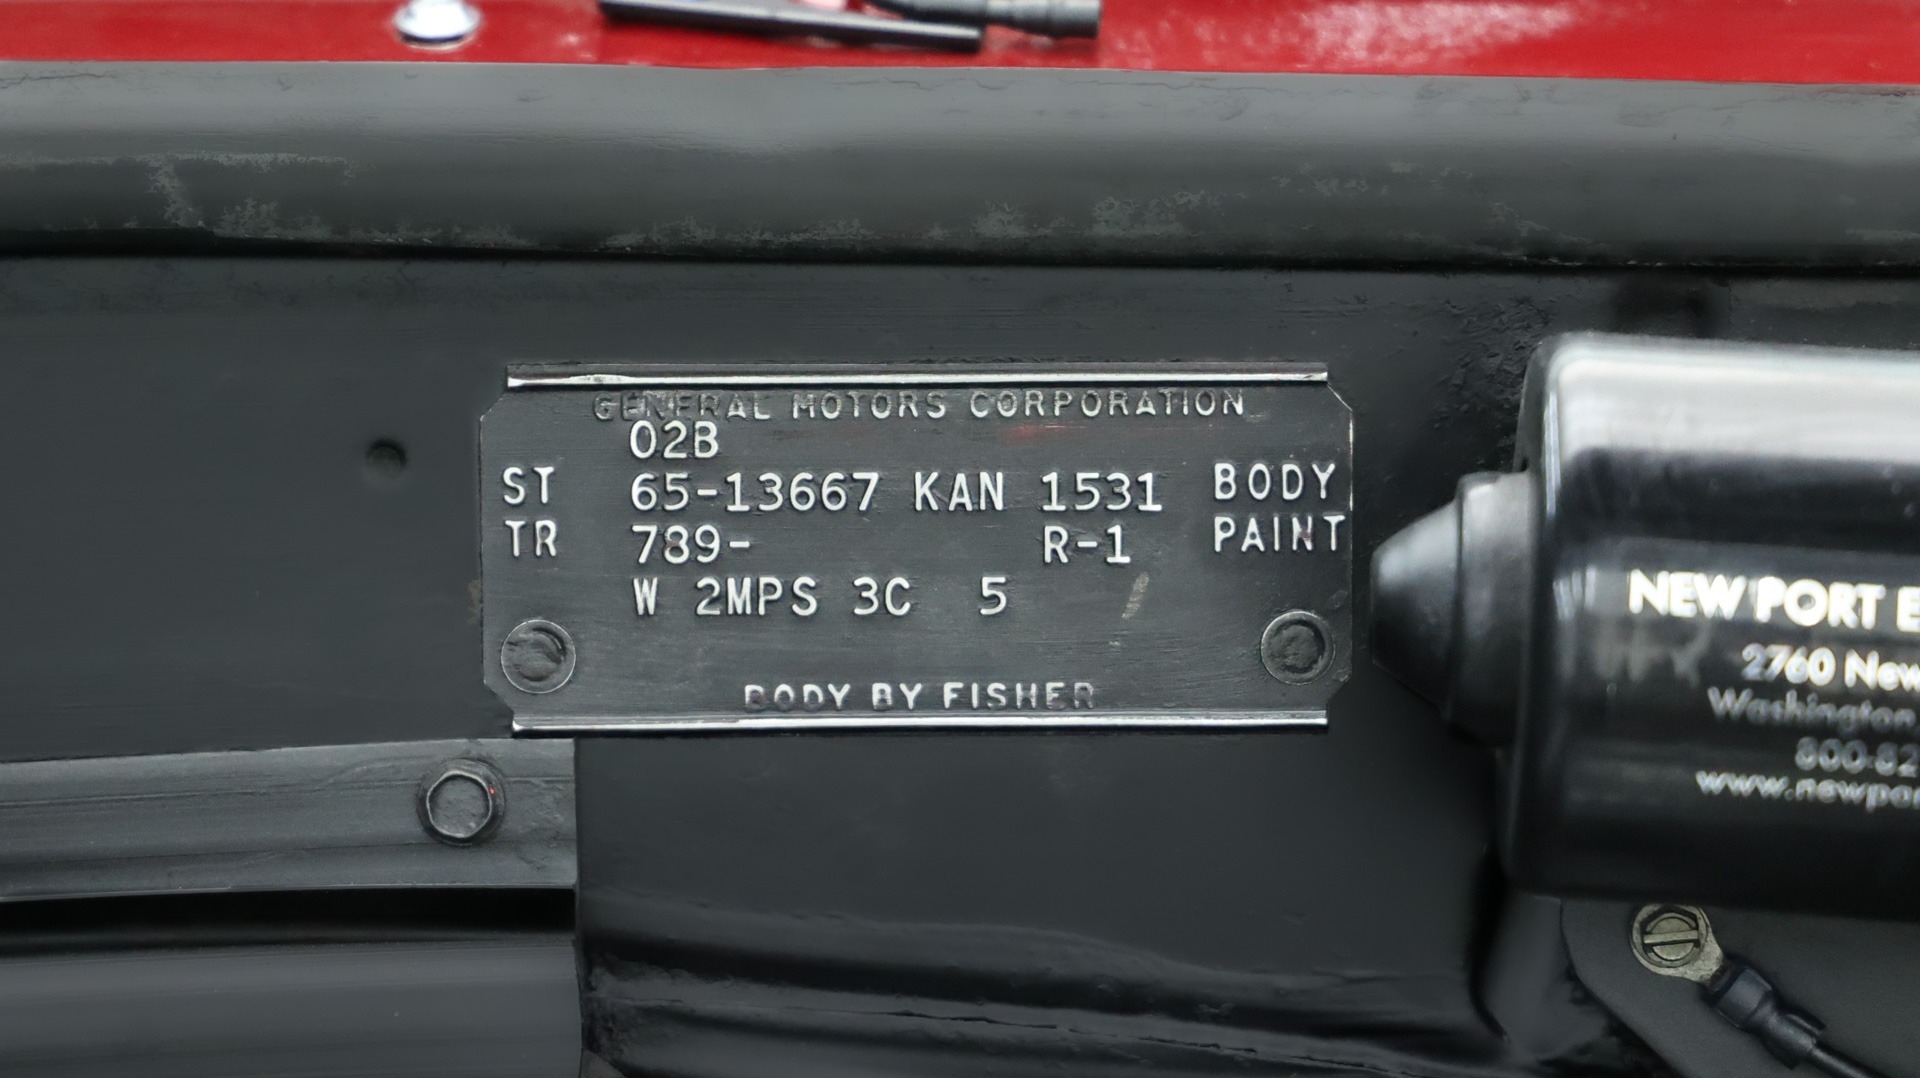 GENERAL MOTORS CORPORATION
02B
ST 65-13667 KAN 1531 BODY
TR 789- R-1 PAINT
W 2MPS 3C 5
BODY BY FISHER
NEW PORT E
2760 New
Washington,
800-82
www.newpor